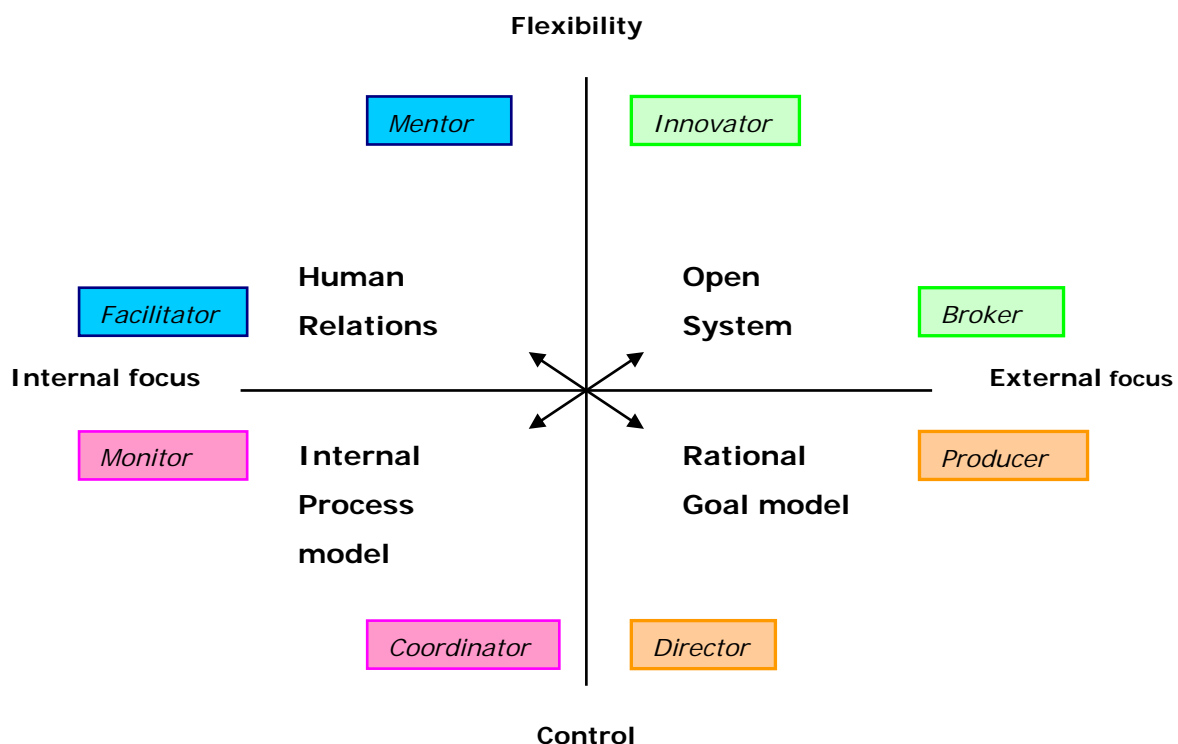 Flexibility
Mentor
Innovator
Human
Relations
Open
System
Facilitator
Broker
Internal focus
External focus
Monitor
Internal
Process
model
Rational
Goal model
Producer
Coordinator
Director
Control